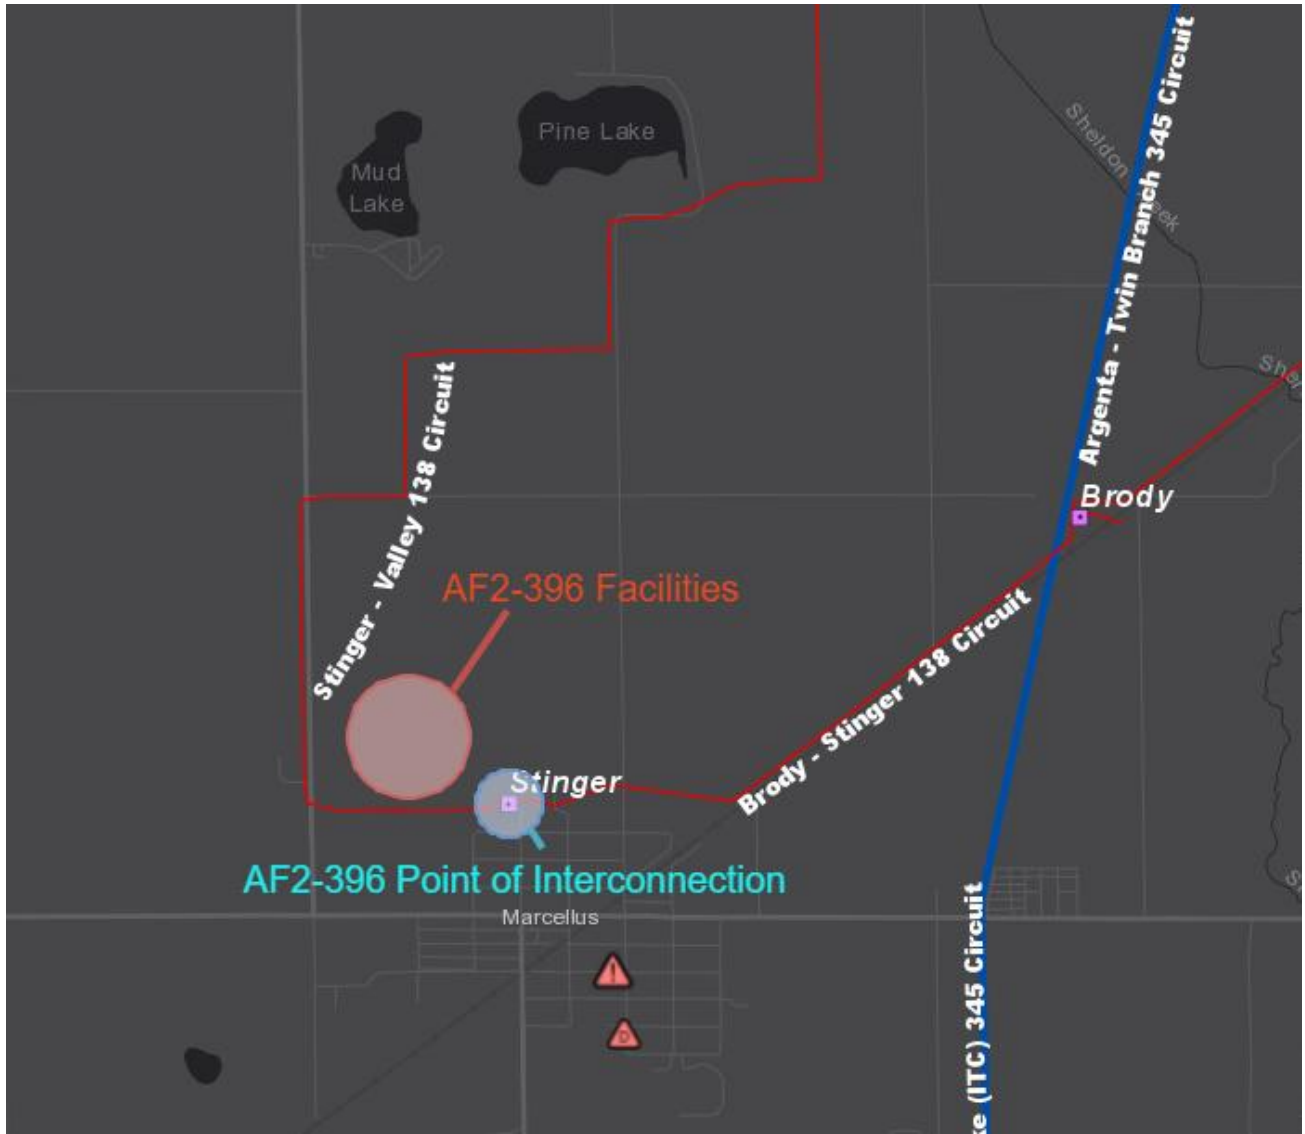 Pine Lake
Mud
Lake
Sheldon
Argenta - Twin Branch 345 Circuit
Stinger - Valley 138 Circuit
Brody
AF2-396 Facilities
Brody - Stinger 138 Circuit
Stinger
AF2-396 Point of Interconnection
Marcellus
(ITC) 345 Circuit
D